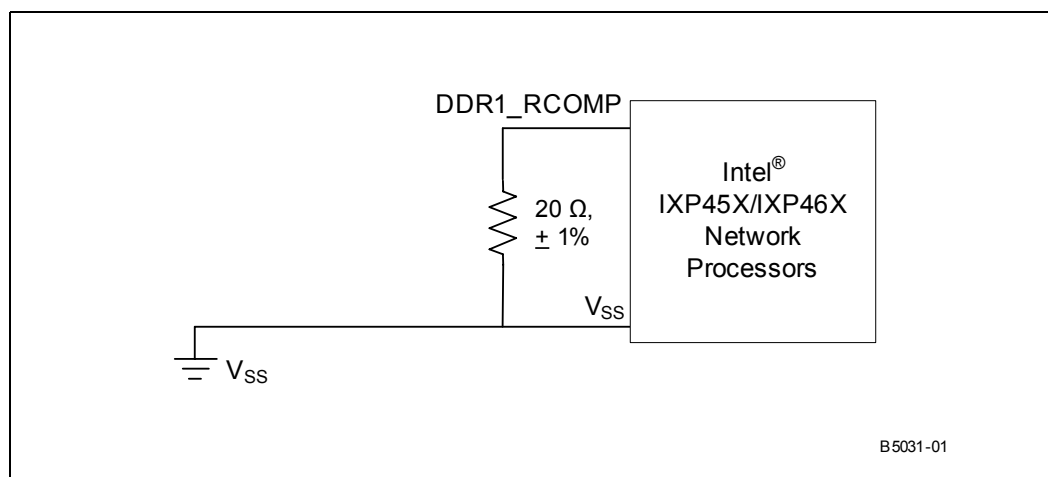 DDR1_RCOMP
Intel®
IXP45X/IXP46X
Network
Processors
20 Ω,
± 1%
VSS
VSS
B5031-01